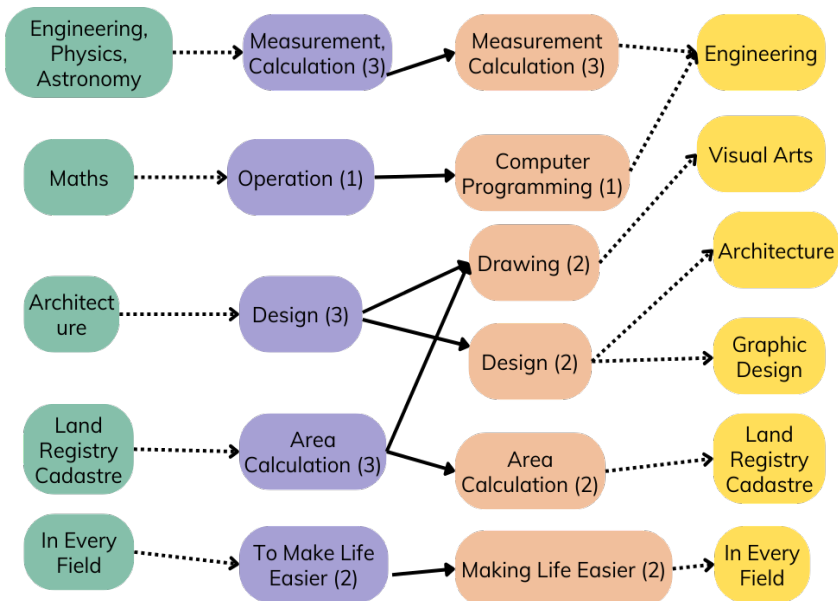 Engineering,
Physics,
Astronomy
Measurement,
Calculation (3)
Measurement
Calculation (3)
Engineering
Maths
Operation (1)
Computer
Programming (1)
Visual Arts
Architect
ure
Design (3)
Drawing (2)
Architecture
Design (2)
Graphic
Design
Land
Registry
Cadastre
Area
Calculation (3)
Area
Calculation (2)
Land
Registry
Cadastre
In Every
Field
To Make Life
Easier (2)
Making Life Easier (2)
In Every
Field